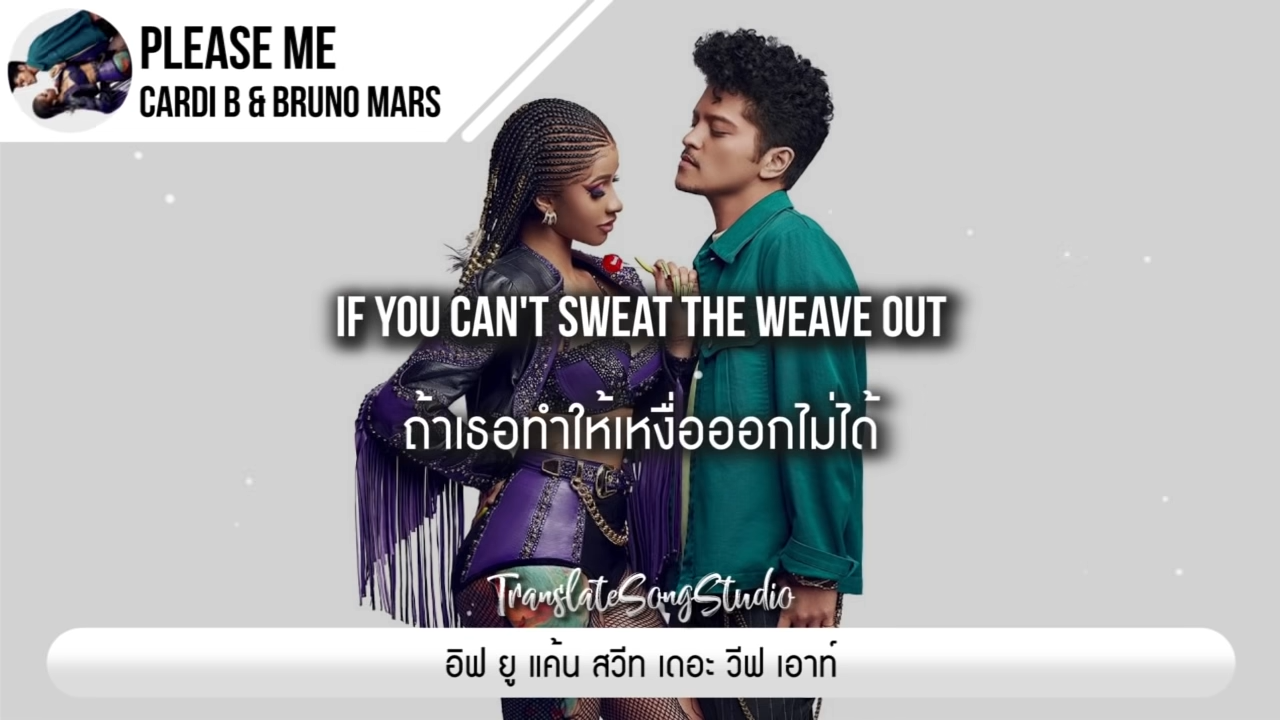 PLEASE ME
CARDI B & BRUNO MARS
IF YOU CAN'T SWEAT THE WEAVE OUT
ถ้าเธอทำให้เหงื่อออกไม่ได้
TranslateSongStudio
อิฟ ยู แค้น สวีท เดอะ วีฟ เอาท์